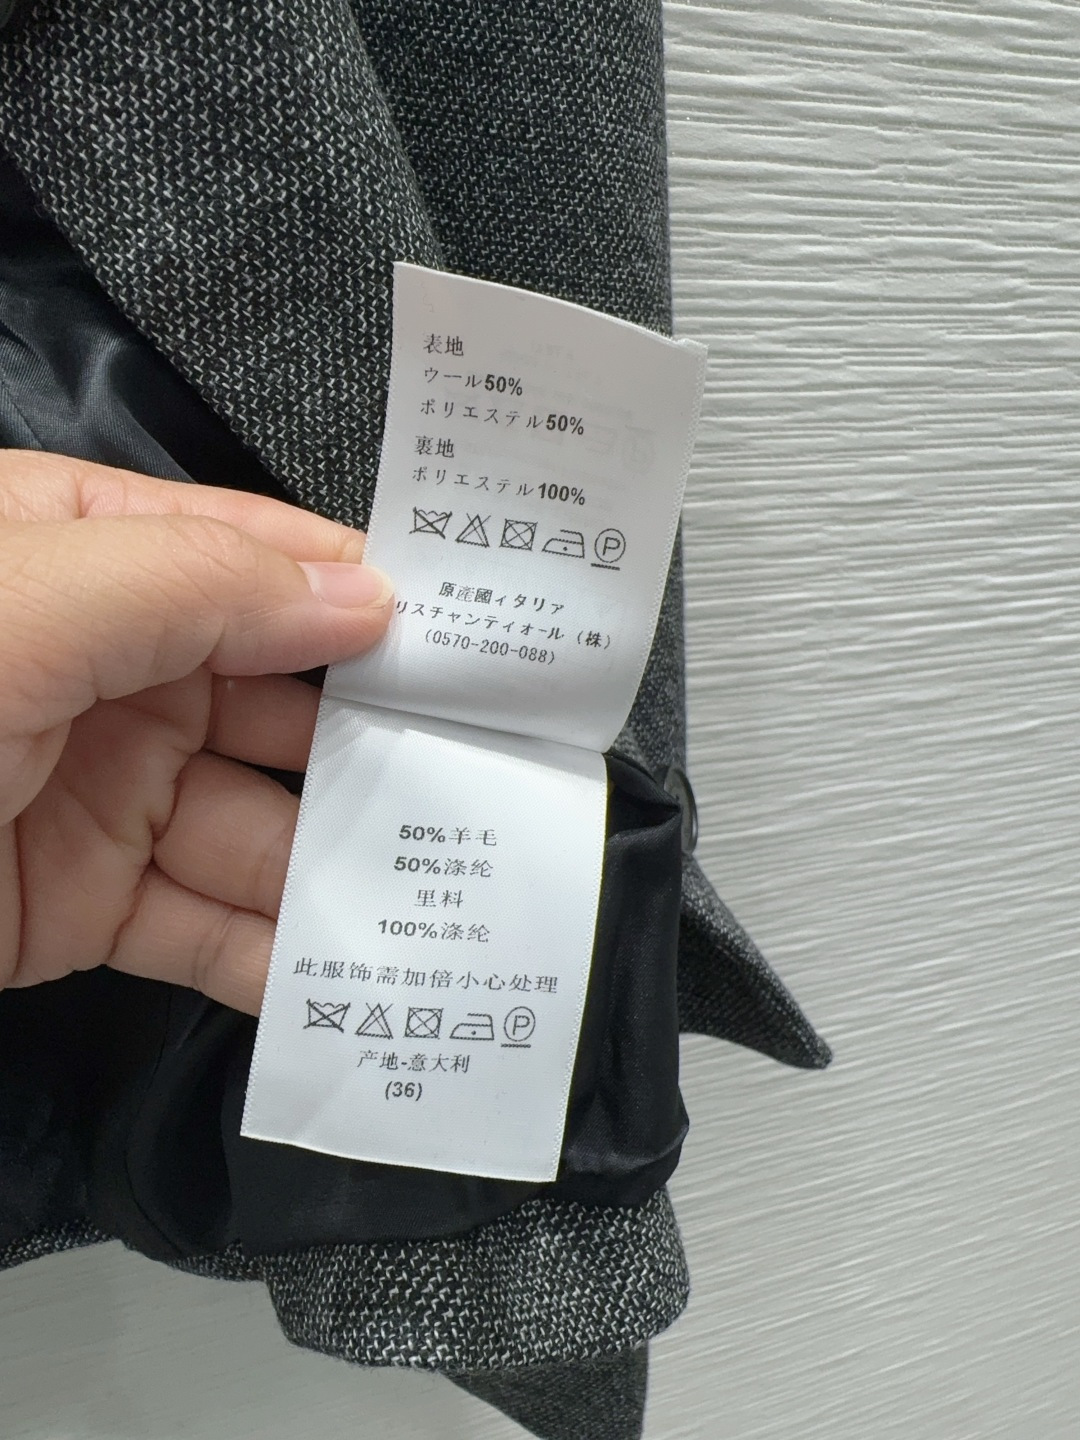 表地
ウール50%
ポリエステル50%
裏地
ポリエステル100%
P
原産國ィタリア
リスチャンティオール（株）
(0570-200-088)
50%羊毛
50%涤纶
里料
100%涤纶
此服饰需加倍小心处理
P
产地-意大利
(36)